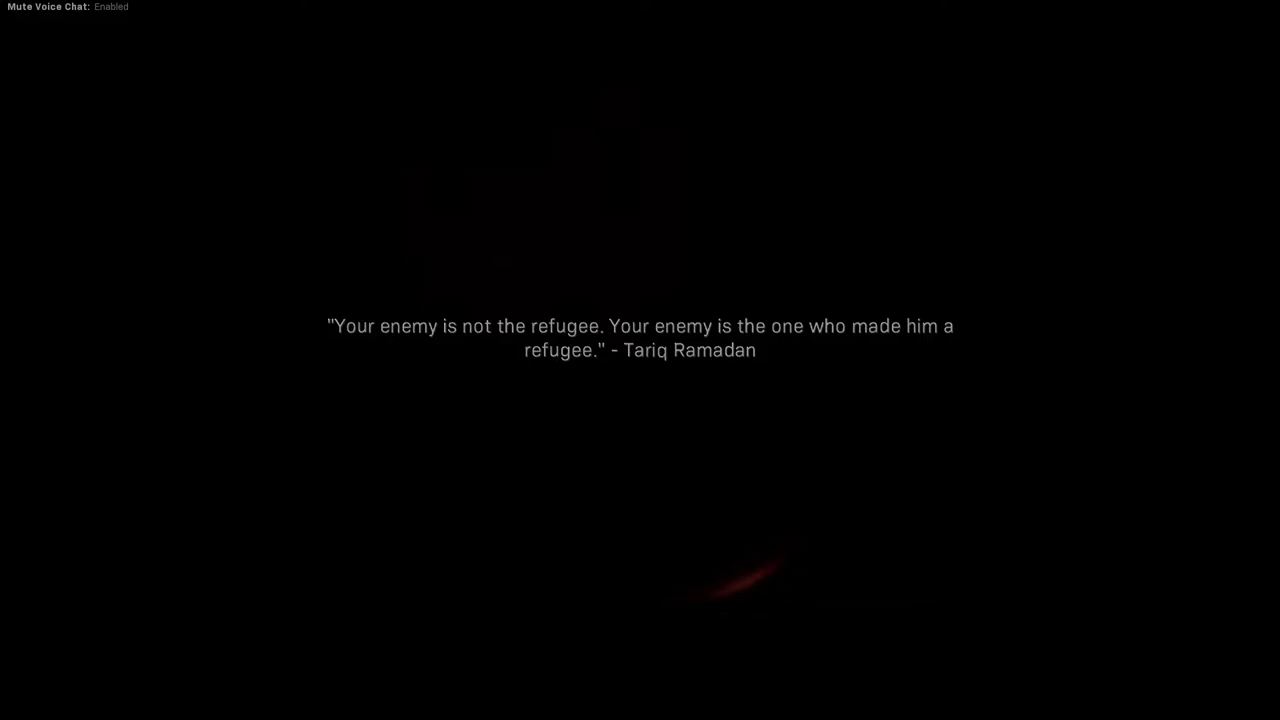 Mute Voice Chat: Enabled
"Your enemy is not the refugee. Your enemy is the one who made him a
refugee." - Tariq Ramadan